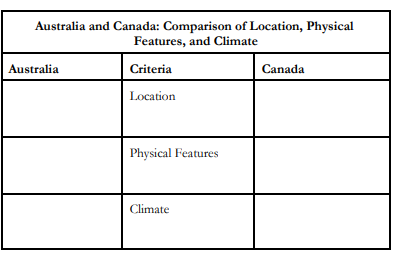 Australia and Canada: Comparison of Location, Physical
Features, and Climate
Australia Criteria Canada
Location
Physical Features
Climate